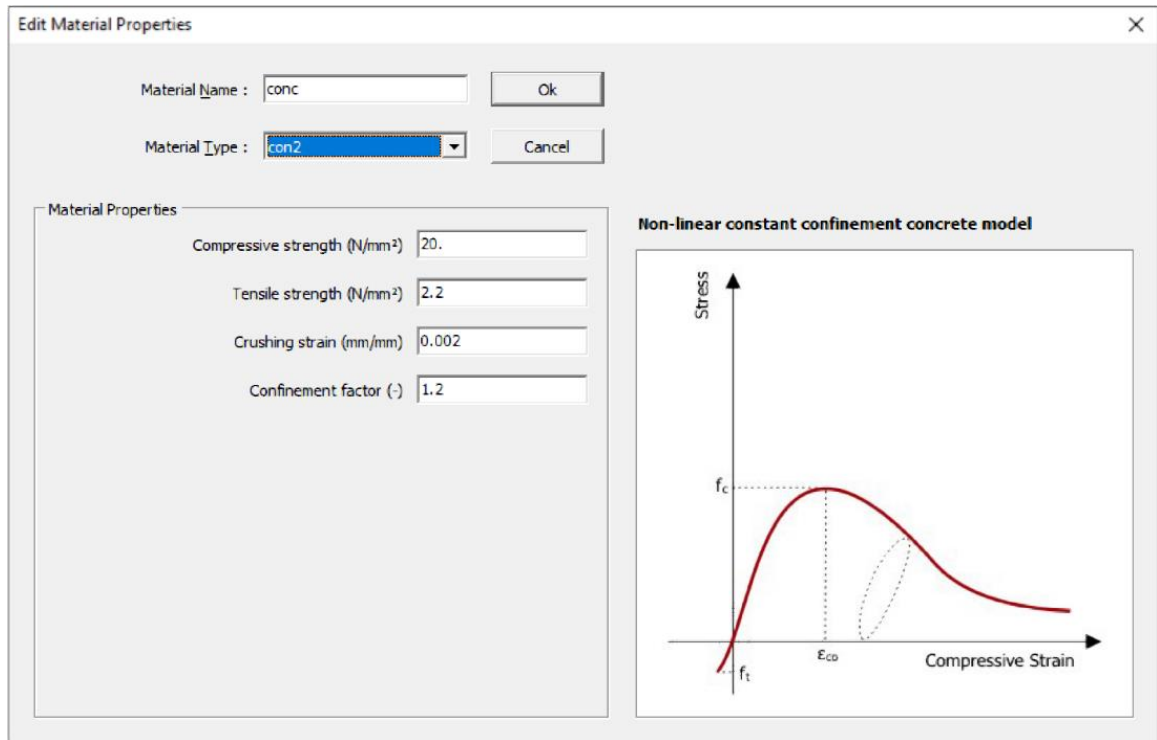 Edit Material Properties
Material Name : conc Ok
Material Type : con2 Cancel
Material Properties
Compressive strength (N/mm²) 20.
Tensile strength (N/mm²) 2.2
Crushing strain (mm/mm) 0.002
Confinement factor (-) 1.2
Non-linear constant confinement concrete model
Stress
fc
εco
Compressive Strain
ft